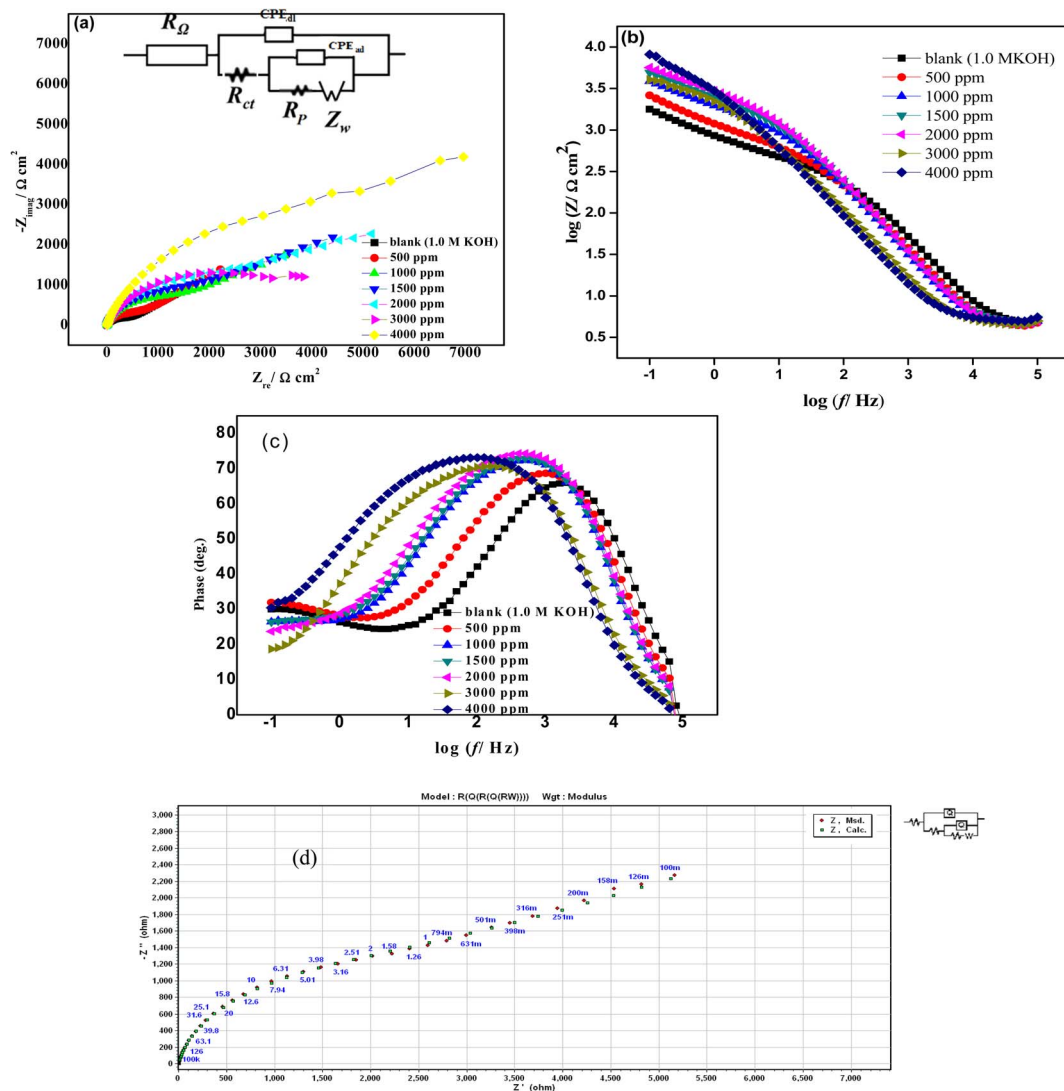 (a)
R_Ω
CPE_dl
CPE_ad
R_ct
R_P
Z_w
-Z_imag/ Ω cm²
7000
6000
5000
4000
3000
2000
1000
0
blank (1.0 M KOH)
500 ppm
1000 ppm
1500 ppm
2000 ppm
3000 ppm
4000 ppm
0 1000 2000 3000 4000 5000 6000 7000
Z_re/ Ω cm²
(b)
log (Z/ Ω cm²)
4.0
3.5
3.0
2.5
2.0
1.5
1.0
0.5
blank (1.0 MKOH)
500 ppm
1000 ppm
1500 ppm
2000 ppm
3000 ppm
4000 ppm
-1 0 1 2 3 4 5
log (f/ Hz)
(c)
Phase (deg.)
80
70
60
50
40
30
20
10
0
blank (1.0 M KOH)
500 ppm
1000 ppm
1500 ppm
2000 ppm
3000 ppm
4000 ppm
-1 0 1 2 3 4 5
log (f/ Hz)
Model : R(Q(R(Q(RW)))) Wgt : Modulus
(d)
Z , Msd.
Z , Calc.
Q
Q
W
- Z '' (ohm)
3,000
2,800
2,600
2,400
2,200
2,000
1,800
1,600
1,400
1,200
1,000
800
600
400
200
0
100m
126m
158m
200m
251m
316m
398m
501m
631m
794m
1
1.26
1.58
2
2.51
3.16
3.98
5.01
6.31
7.94
10
12.6
15.8
20
25.1
31.6
39.8
63.1
126
100k
0 500 1,000 1,500 2,000 2,500 3,000 3,500 4,000 4,500 5,000 5,500 6,000 6,500 7,000
Z ' (ohm)